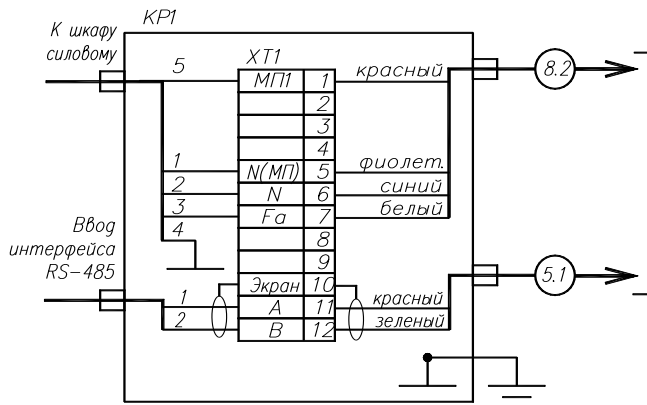 КР1
К шкафу
силовому
ХТ1
5 МП1 1 красный
8.2
2
3
4
1 N(МП) 5 фиолет.
2 N 6 синий
3 Fa 7 белый
4 8
9
Ввод
интерфейса
RS-485
Экран 10
1 А 11 красный
2 В 12 зеленый
5.1